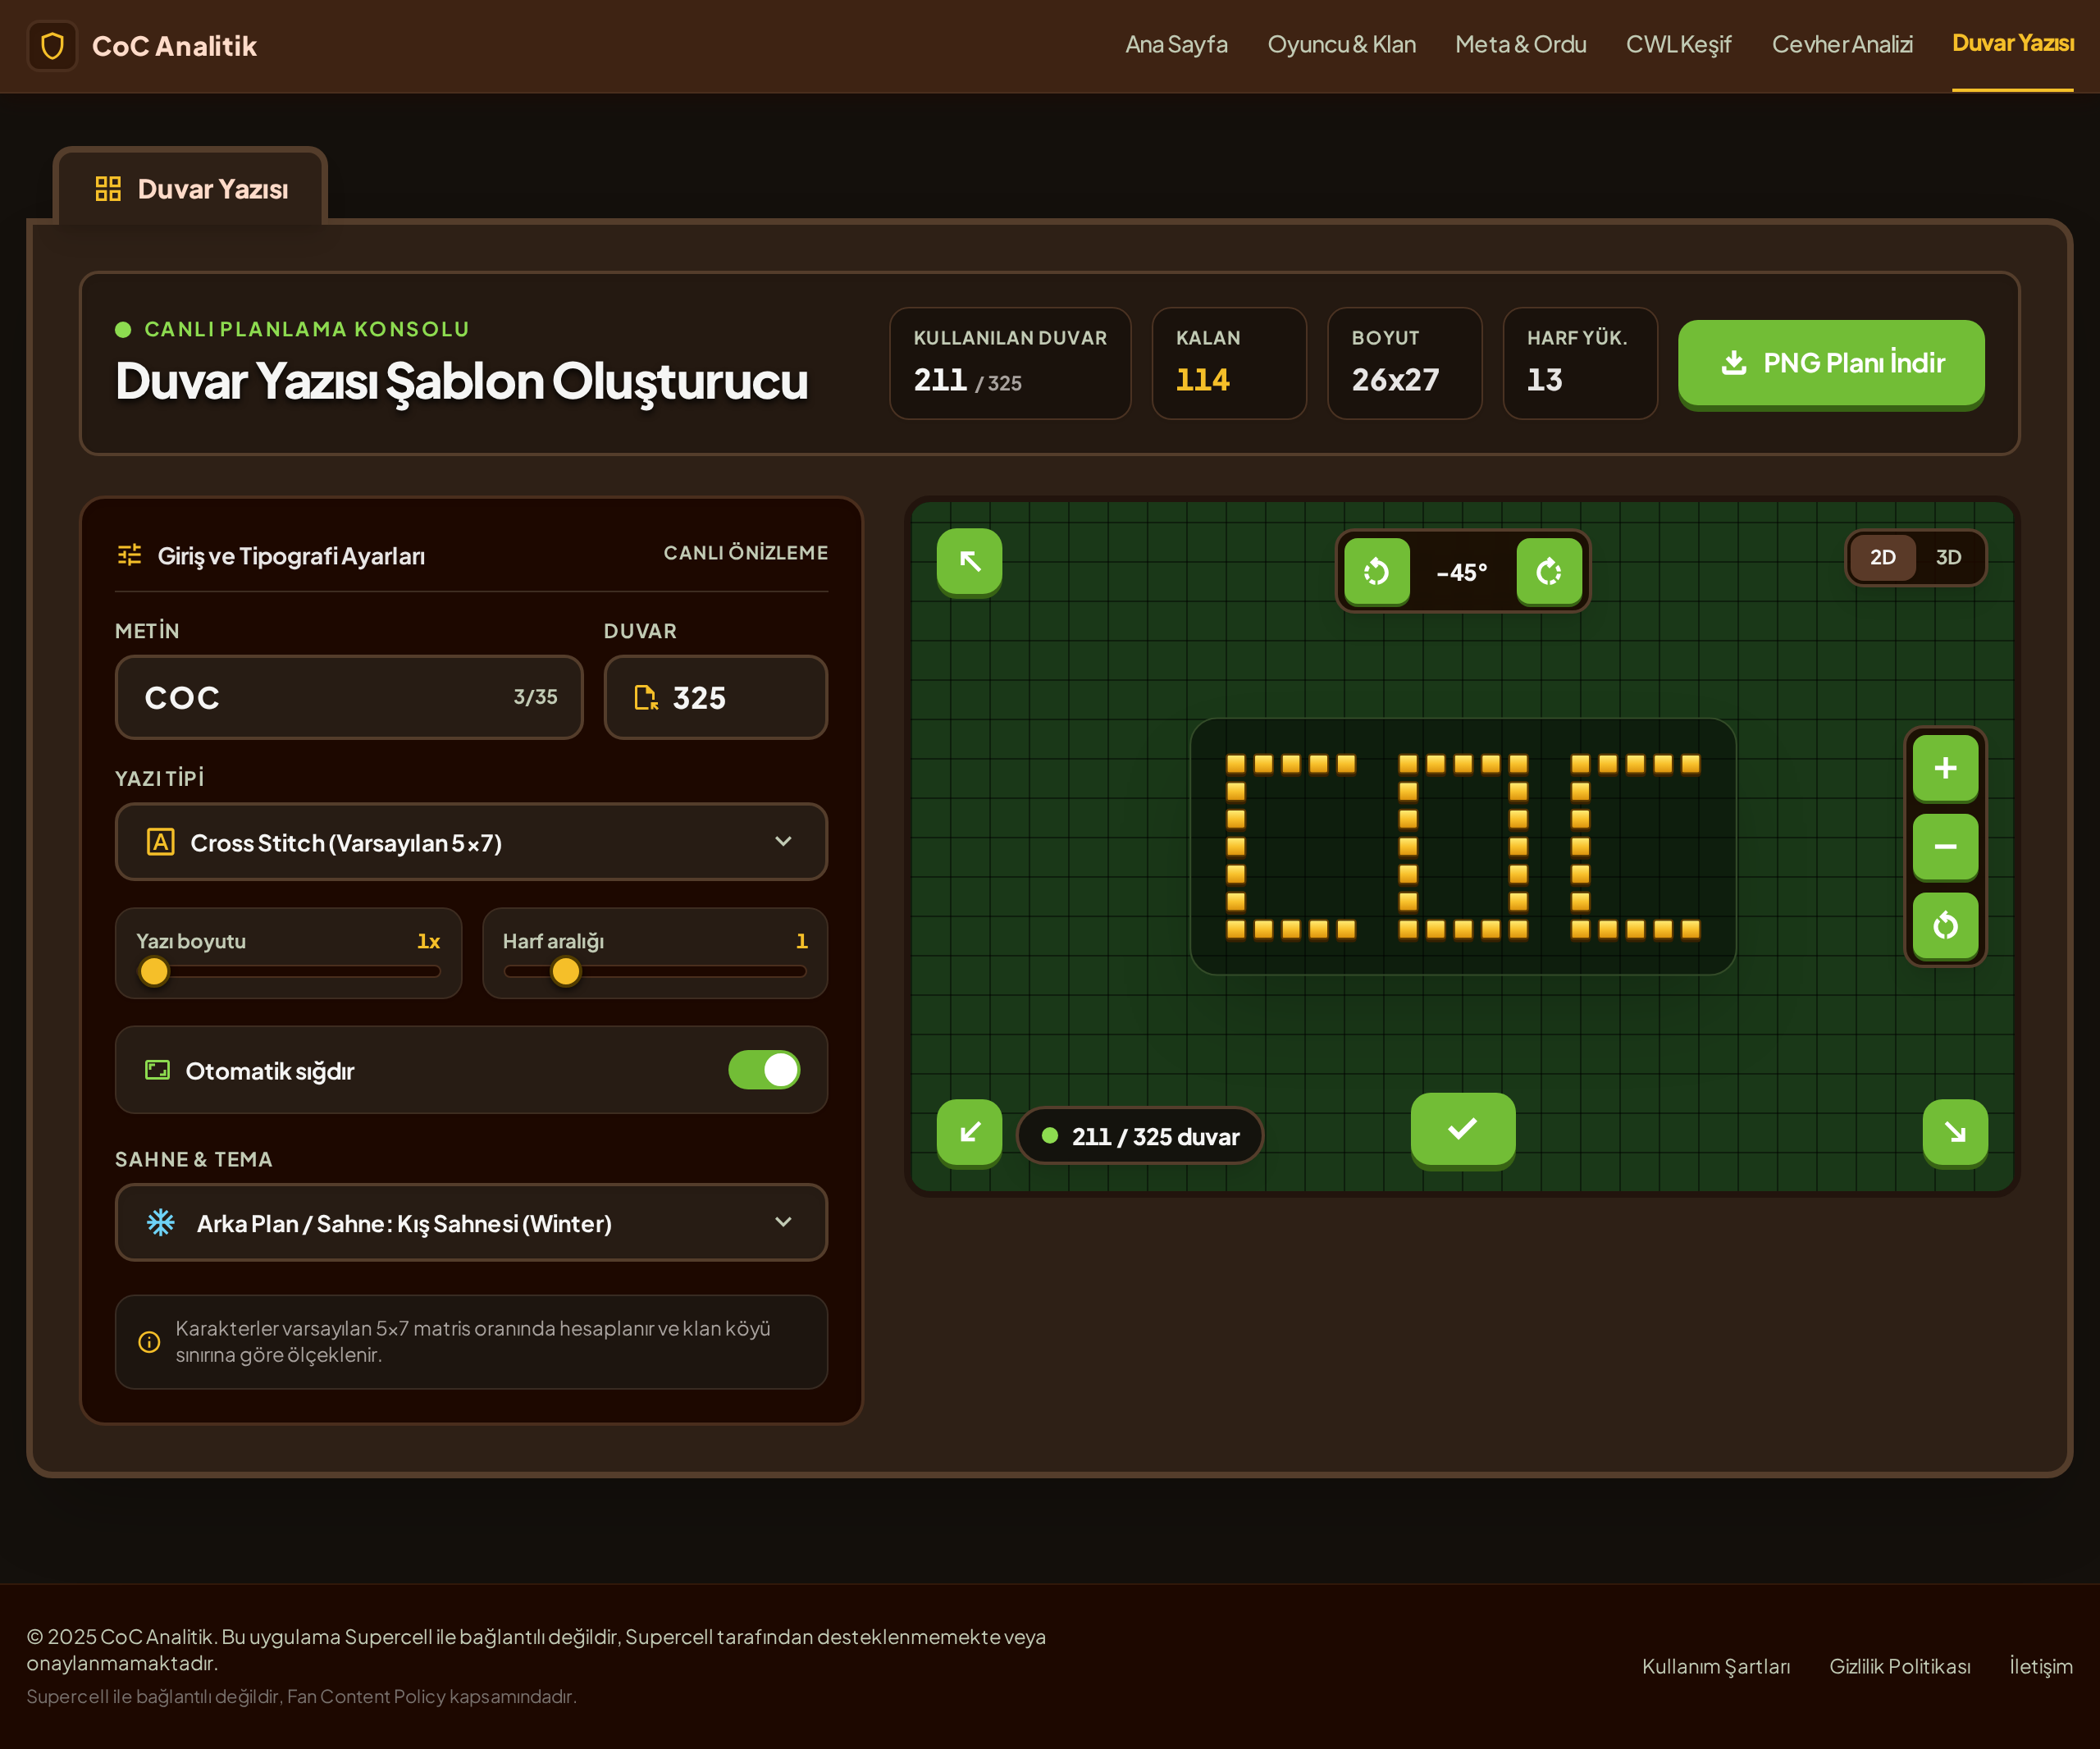 CoC Analitik
Ana Sayfa
Oyuncu & Klan
Meta & Ordu
CWL Keşif
Cevher Analizi
Duvar Yazısı
Duvar Yazısı
CANLI PLANLAMA KONSOLU
Duvar Yazısı Şablon Oluşturucu
KULLANILAN DUVAR
211 / 325
KALAN
114
BOYUT
26x27
HARF YÜK.
13
PNG Planı İndir
Giriş ve Tipografi Ayarları
CANLI ÖNİZLEME
METİN
COC
3/35
DUVAR
325
YAZI TİPİ
Cross Stitch (Varsayılan 5×7)
Yazı boyutu
1x
Harf aralığı
1
Otomatik sığdır
SAHNE & TEMA
Arka Plan / Sahne: Kış Sahnesi (Winter)
Karakterler varsayılan 5×7 matris oranında hesaplanır ve klan köyü
sınırına göre ölçeklenir.
-45°
2D
3D
COC
211 / 325 duvar
© 2025 CoC Analitik. Bu uygulama Supercell ile bağlantılı değildir, Supercell tarafından desteklenmemekte veya
onaylanmamaktadır.
Supercell ile bağlantılı değildir, Fan Content Policy kapsamındadır.
Kullanım Şartları
Gizlilik Politikası
İletişim